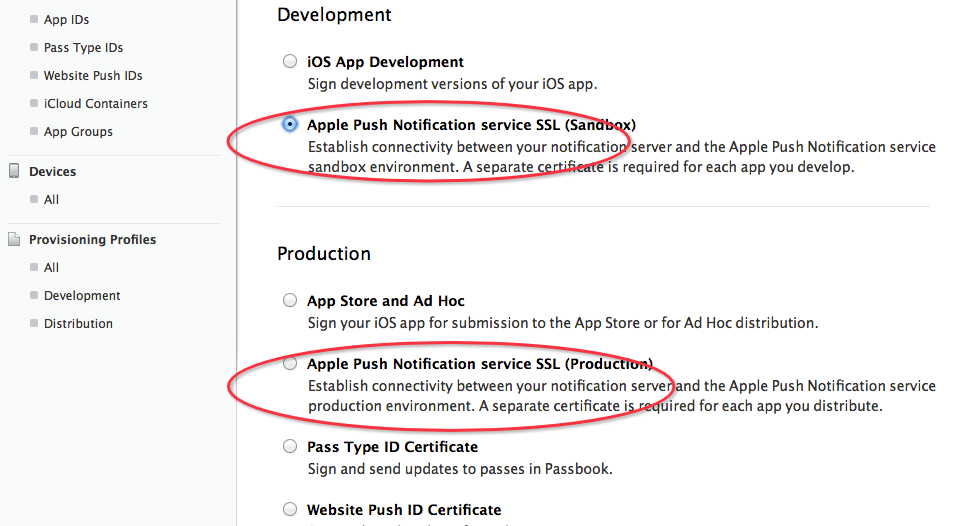 App IDs
Pass Type IDs
Website Push IDs
iCloud Containers
App Groups
Devices
All
Provisioning Profiles
All
Development
Distribution
Development
iOS App Development
Sign development versions of your iOS app.
Apple Push Notification service SSL (Sandbox)
Establish connectivity between your notification server and the Apple Push Notification service
sandbox environment. A separate certificate is required for each app you develop.
Production
App Store and Ad Hoc
Sign your iOS app for submission to the App Store or for Ad Hoc distribution.
Apple Push Notification service SSL (Production)
Establish connectivity between your notification server and the Apple Push Notification service
production environment. A separate certificate is required for each app you distribute.
Pass Type ID Certificate
Sign and send updates to passes in Passbook.
Website Push ID Certificate